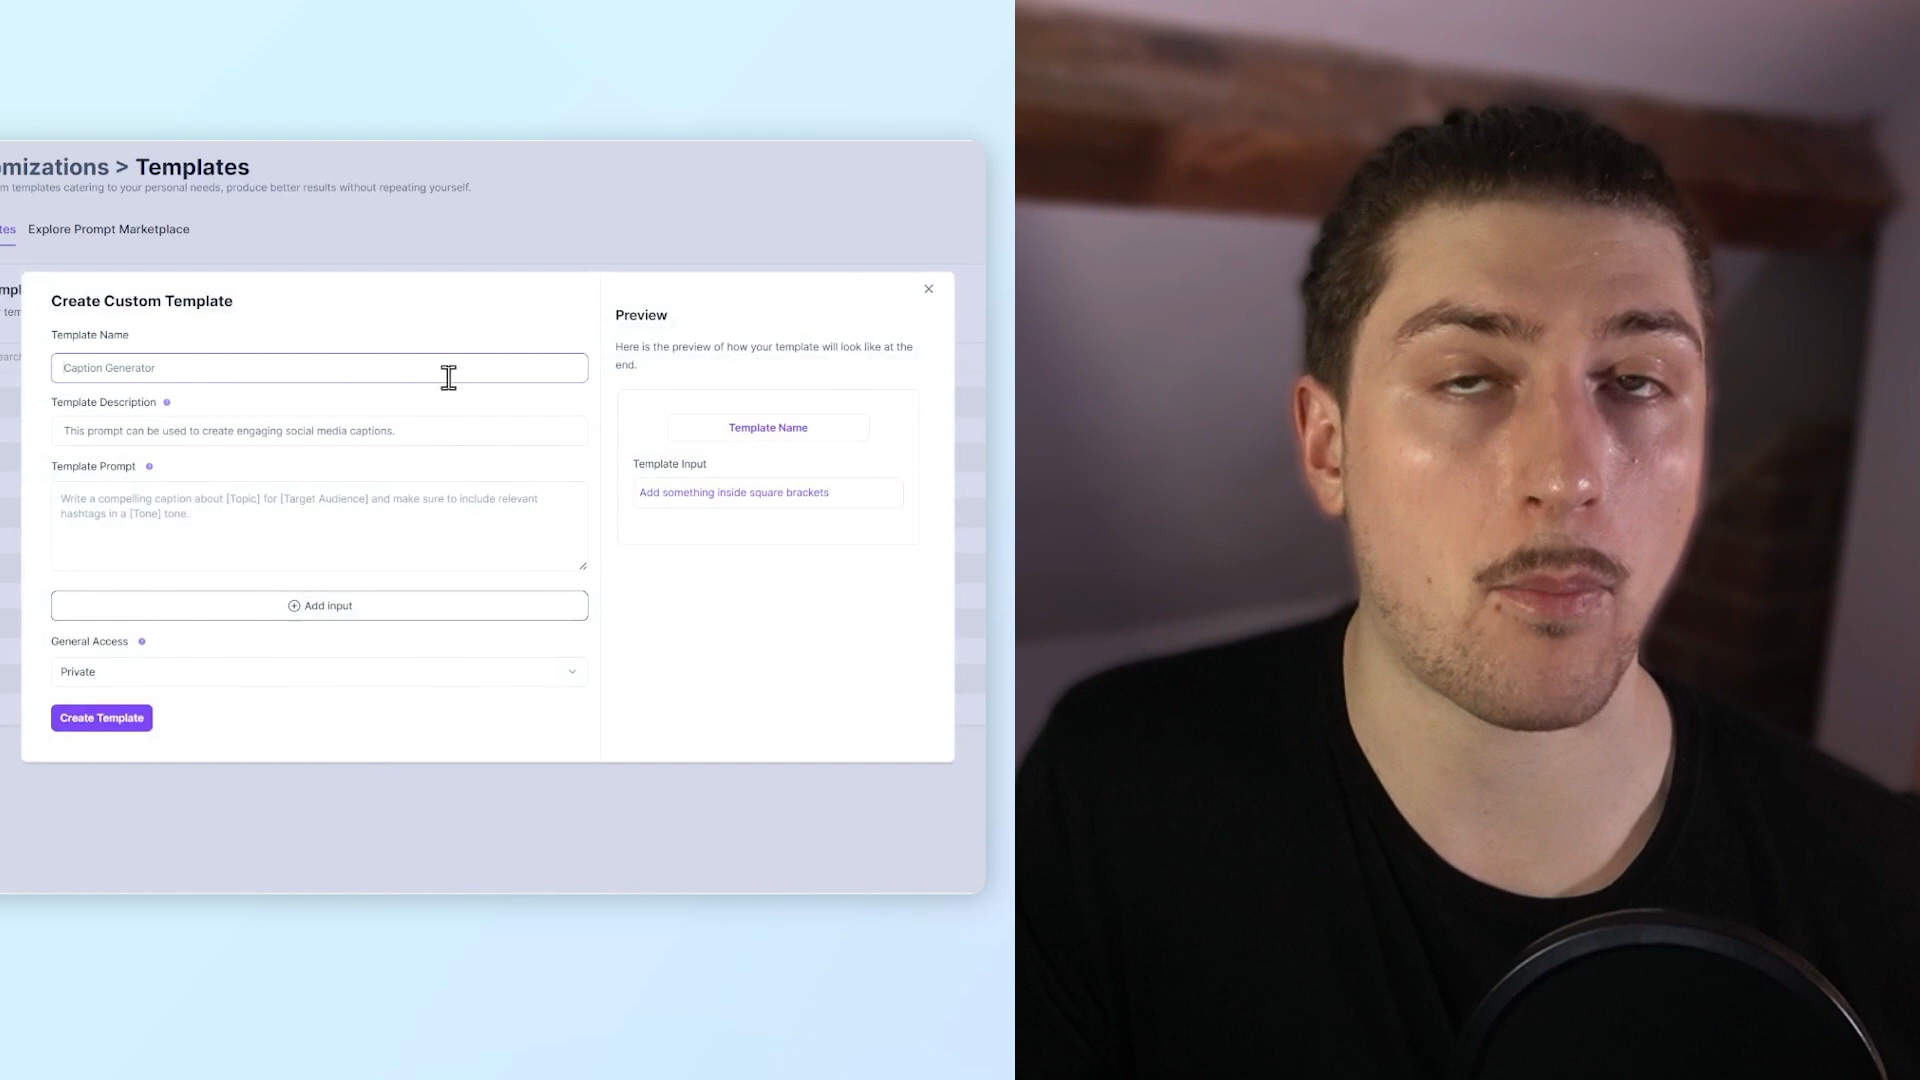 mizations > Templates
m templates catering to your personal needs, produce better results without repeating yourself.
tes Explore Prompt Marketplace
mpl
tem
earc
Create Custom Template
Template Name
Caption Generator
Template Description
This prompt can be used to create engaging social media captions.
Template Prompt
Write a compelling caption about [Topic] for [Target Audience] and make sure to include relevant
hashtags in a [Tone] tone.
Add input
General Access
Private
Create Template
Preview
Here is the preview of how your template will look like at the
end.
Template Name
Template Input
Add something inside square brackets